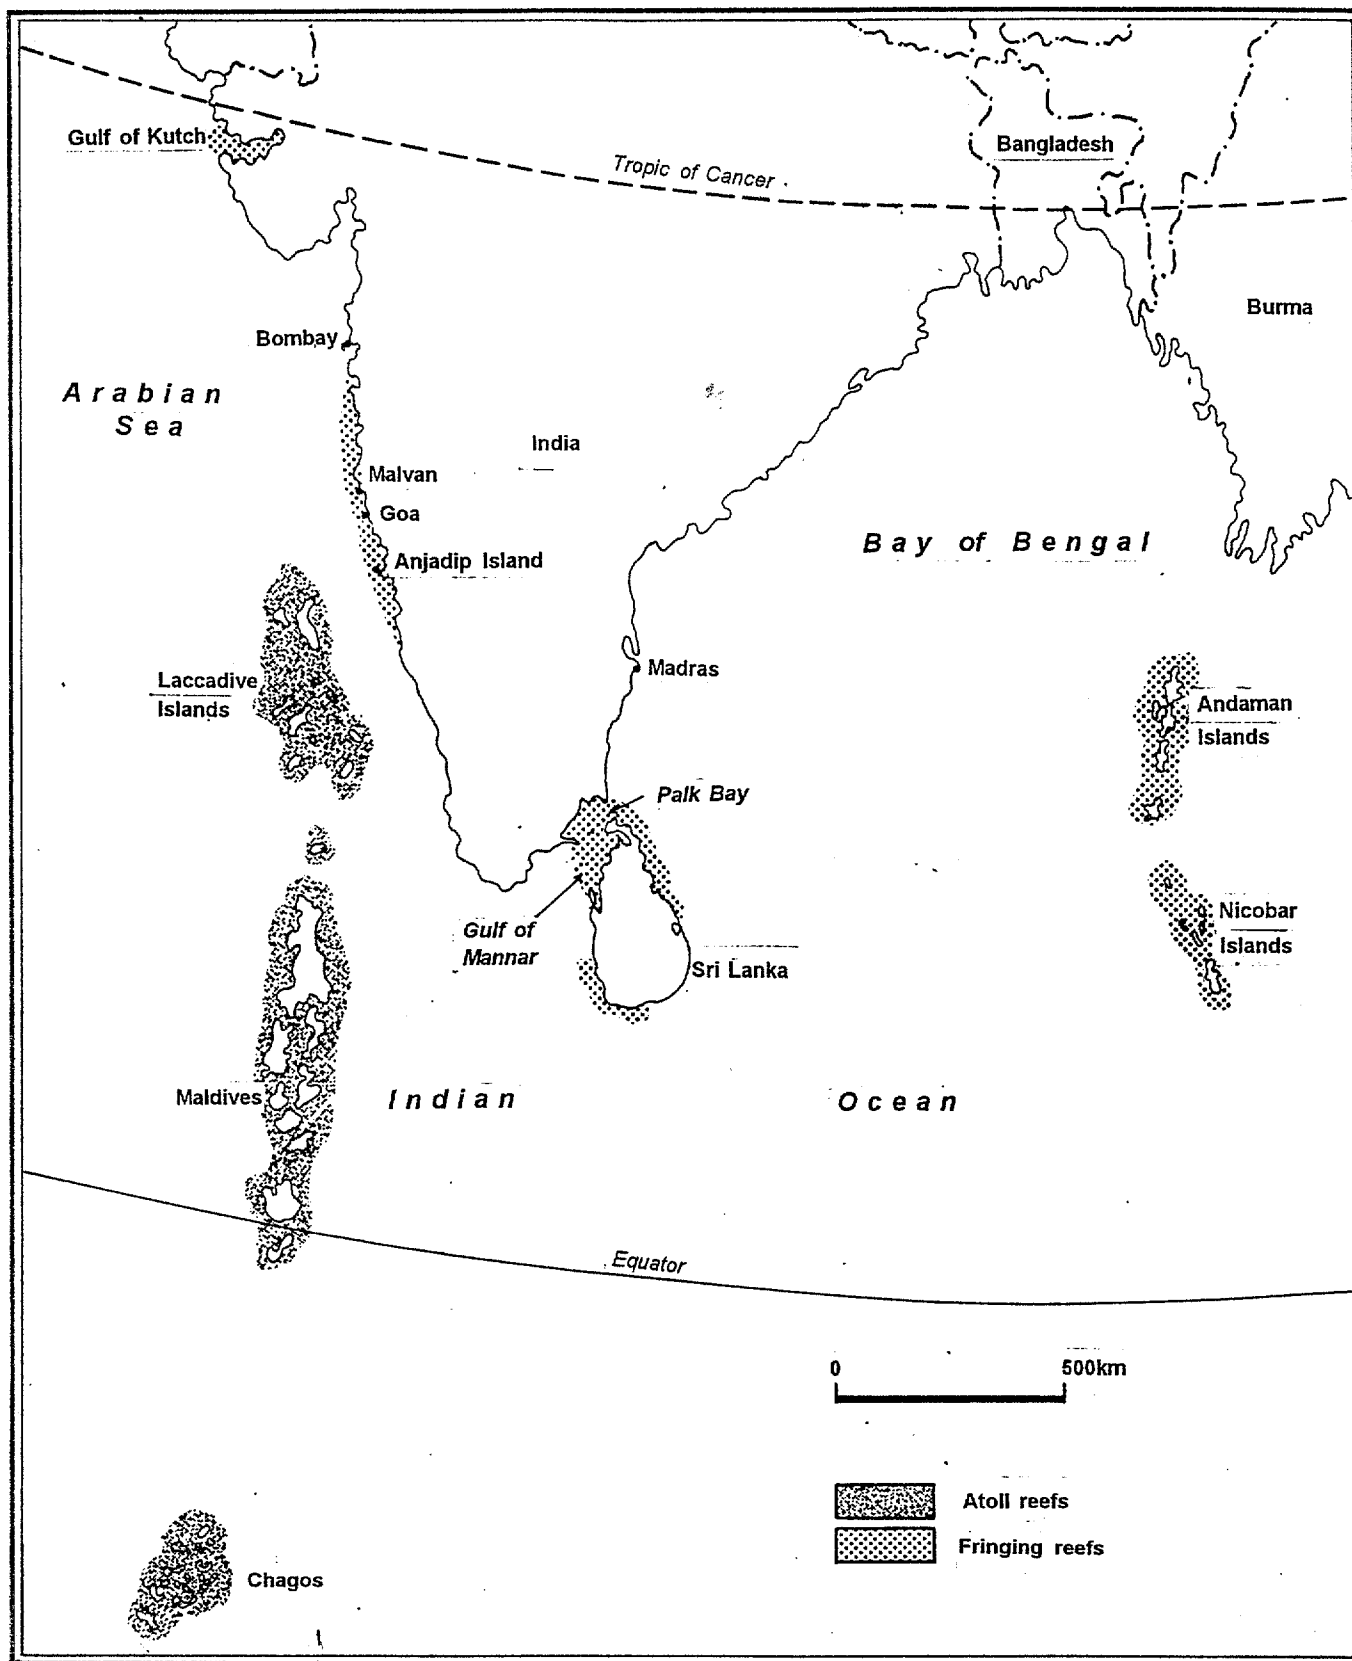 Gulf of Kutch
Tropic of Cancer
Bangladesh
Burma
Bombay
Arabian
Sea
India
Malvan
Goa
Anjadip Island
Bay of Bengal
Laccadive
Islands
Madras
Andaman
Islands
Palk Bay
Gulf of
Mannar
Sri Lanka
Nicobar
Islands
Maldives
Indian
Ocean
Equator
0
500km
Atoll reefs
Fringing reefs
Chagos